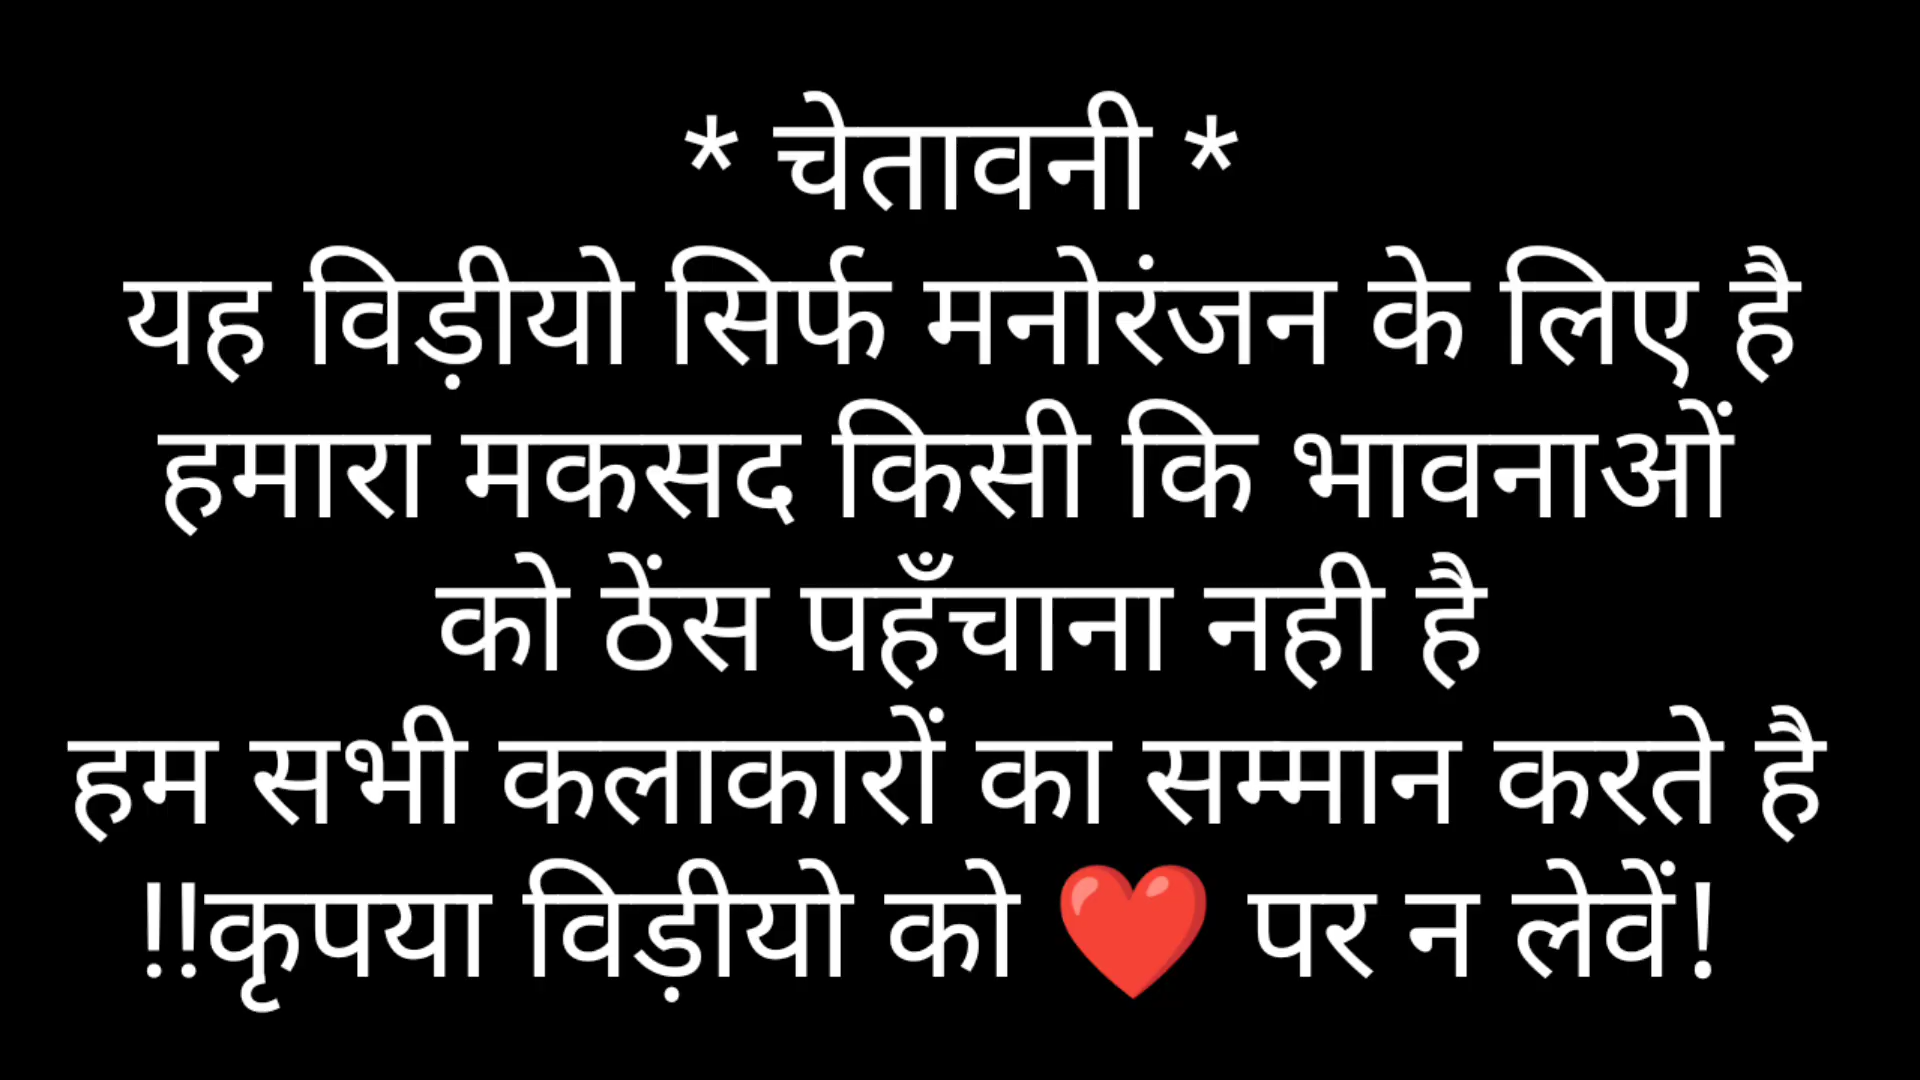 * चेतावनी *
यह विड़ीयो सिर्फ मनोरंजन के लिए है
हमारा मकसद किसी कि भावनाओं
को ठेंस पहँचाना नही है
हम सभी कलाकारों का सम्मान करते है
!!कृपया विड़ीयो को ❤️ पर न लेवें!